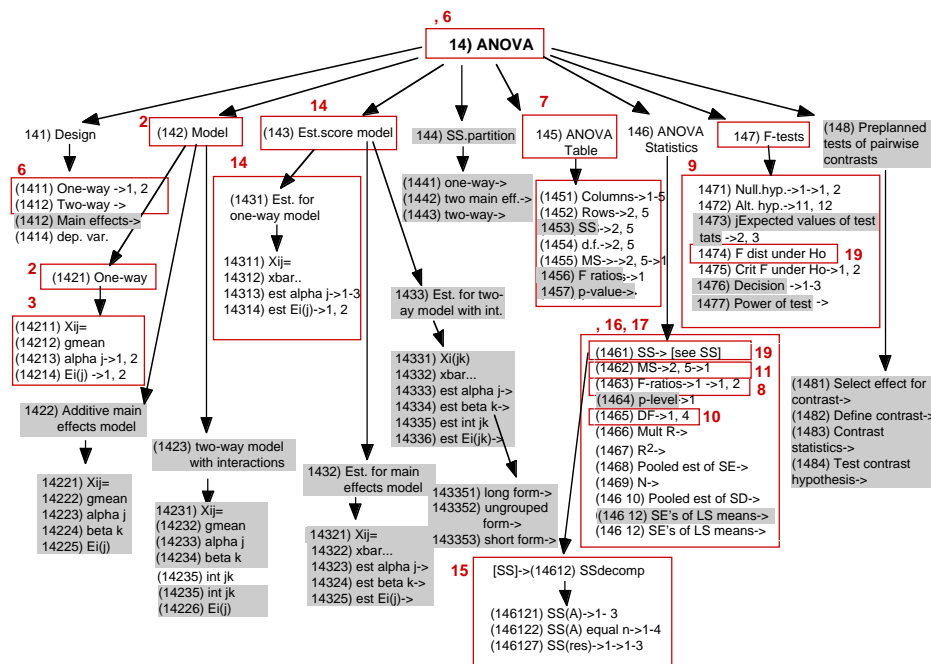 , 6
14) ANOVA
14
7
2
141) Design
(142) Model
(143) Est.score model
144) SS.partition
145) ANOVA
Table
146) ANOVA
Statistics
147) F-tests
(148) Preplanned
tests of pairwise
contrasts
6
(1411) One-way ->1, 2
(1412) Two-way ->
(1412) Main effects->
(1414) dep. var.
2
(1421) One-way
3
(14211) Xij=
(14212) gmean
(14213) alpha j->1, 2
(14214) Ei(j) ->1, 2
1422) Additive main
effects model
14221) Xij=
14222) gmean
14223) alpha j
14224) beta k
14225) Ei(j)
(1423) two-way model
with interactions
14231) Xij=
(14232) gmean
(14233) alpha j
(14234) beta k
(14235) int jk
(14235) int jk
(14226) Ei(j)
14
(1431) Est. for
one-way model
14311) Xij=
14312) xbar..
14313) est alpha j->1-3
14314) est Ei(j)->1, 2
1432) Est. for main
effects model
14321) Xij=
14322) xbar...
14323) est alpha j->
14324) est beta k->
14325) est Ei(j)->
1433) Est. for two-
ay model with int.
14331) Xi(jk)
14332) xbar...
14333) est alpha j->
14334) est beta k->
14335) est int jk
14336) est Ei(jk)->
143351) long form->
143352) ungrouped
form->
143353) short form->
(1441) one-way->
(1442) two main eff.->
(1443) two-way->
(1451) Columns->1-5
(1452) Rows->2, 5
1453) SS->2, 5
(1454) d.f.->2, 5
(1455) MS->->2, 5->1
1456) F ratios->1
1457) p-value->
, 16, 17
(1461) SS-> [see SS]
19
(1462) MS->2, 5->1
11
(1463) F-ratios->1 ->1, 2
8
(1464) p-level->1
(1465) DF->1, 4
10
(1466) Mult R->
(1467) R2->
(1468) Pooled est of SE->
(1469) N->
(146 10) Pooled est of SD->
(146 12) SE's of LS means->
(146 12) SE's of LS means->
15
[SS]->(14612) SSdecomp
(146121) SS(A)->1- 3
(146122) SS(A) equal n->1-4
(146127) SS(res)->1->1-3
9
1471) Null.hyp.->1->1, 2
1472) Alt. hyp.->11, 12
1473) jExpected values of test
tats ->2, 3
1474) F dist under Ho
19
1475) Crit F under Ho->1, 2
1476) Decision ->1-3
1477) Power of test ->
(1481) Select effect for
contrast->
(1482) Define contrast->
(1483) Contrast
statistics->
(1484) Test contrast
hypothesis->